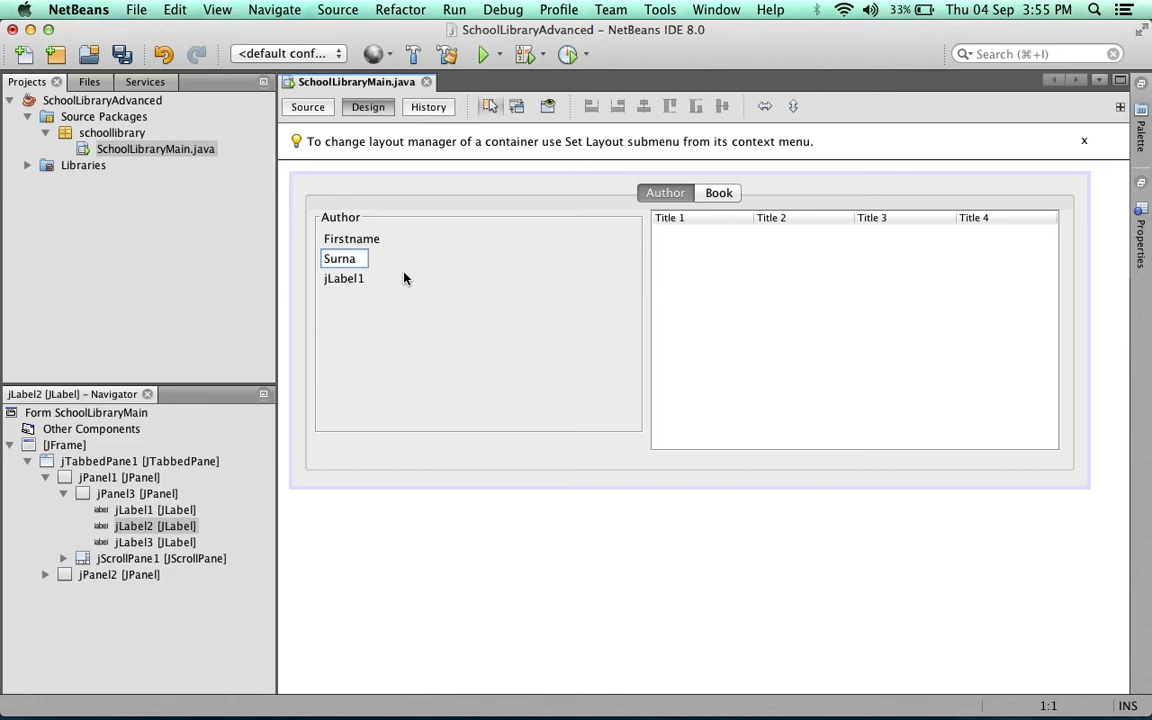 NetBeans File Edit View Navigate Source Refactor Run Debug Profile Team Tools Window Help 33% Thu 04 Sep 3:55 PM
SchoolLibraryAdvanced – NetBeans IDE 8.0
<default conf... Search (⌘+I)
Projects Files Services SchoolLibraryMain.java
SchoolLibraryAdvanced
Source Packages
schoollibrary
SchoolLibraryMain.java
Libraries
Source Design History
To change layout manager of a container use Set Layout submenu from its context menu. x
Author Book
Author
Firstname
Surna
jLabel1
Title 1 Title 2 Title 3 Title 4
Palette
Properties
jLabel2 [JLabel] – Navigator
Form SchoolLibraryMain
Other Components
[JFrame]
jTabbedPane1 [JTabbedPane]
jPanel1 [JPanel]
jPanel3 [JPanel]
label jLabel1 [JLabel]
label jLabel2 [JLabel]
label jLabel3 [JLabel]
jScrollPane1 [JScrollPane]
jPanel2 [JPanel]
1:1 INS